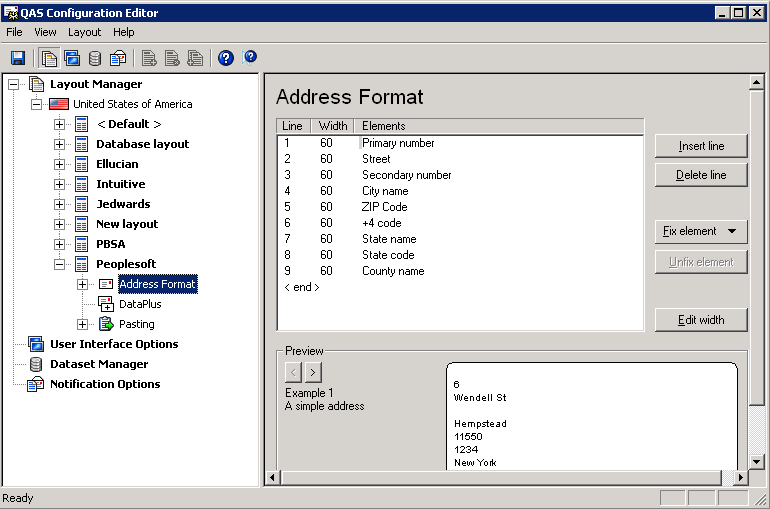 QAS Configuration Editor
File View Layout Help
Layout Manager
United States of America
< Default >
Database layout
Ellucian
Intuitive
Jedwards
New layout
PBSA
Peoplesoft
Address Format
DataPlus
Pasting
User Interface Options
Dataset Manager
Notification Options
Address Format
Line Width Elements
1 60 Primary number
2 60 Street
3 60 Secondary number
4 60 City name
5 60 ZIP Code
6 60 +4 code
7 60 State name
8 60 State code
9 60 County name
< end >
Insert line
Delete line
Fix element
Unfix element
Edit width
Preview
< >
Example 1
A simple address
6
Wendell St
Hempstead
11550
1234
New York
Ready